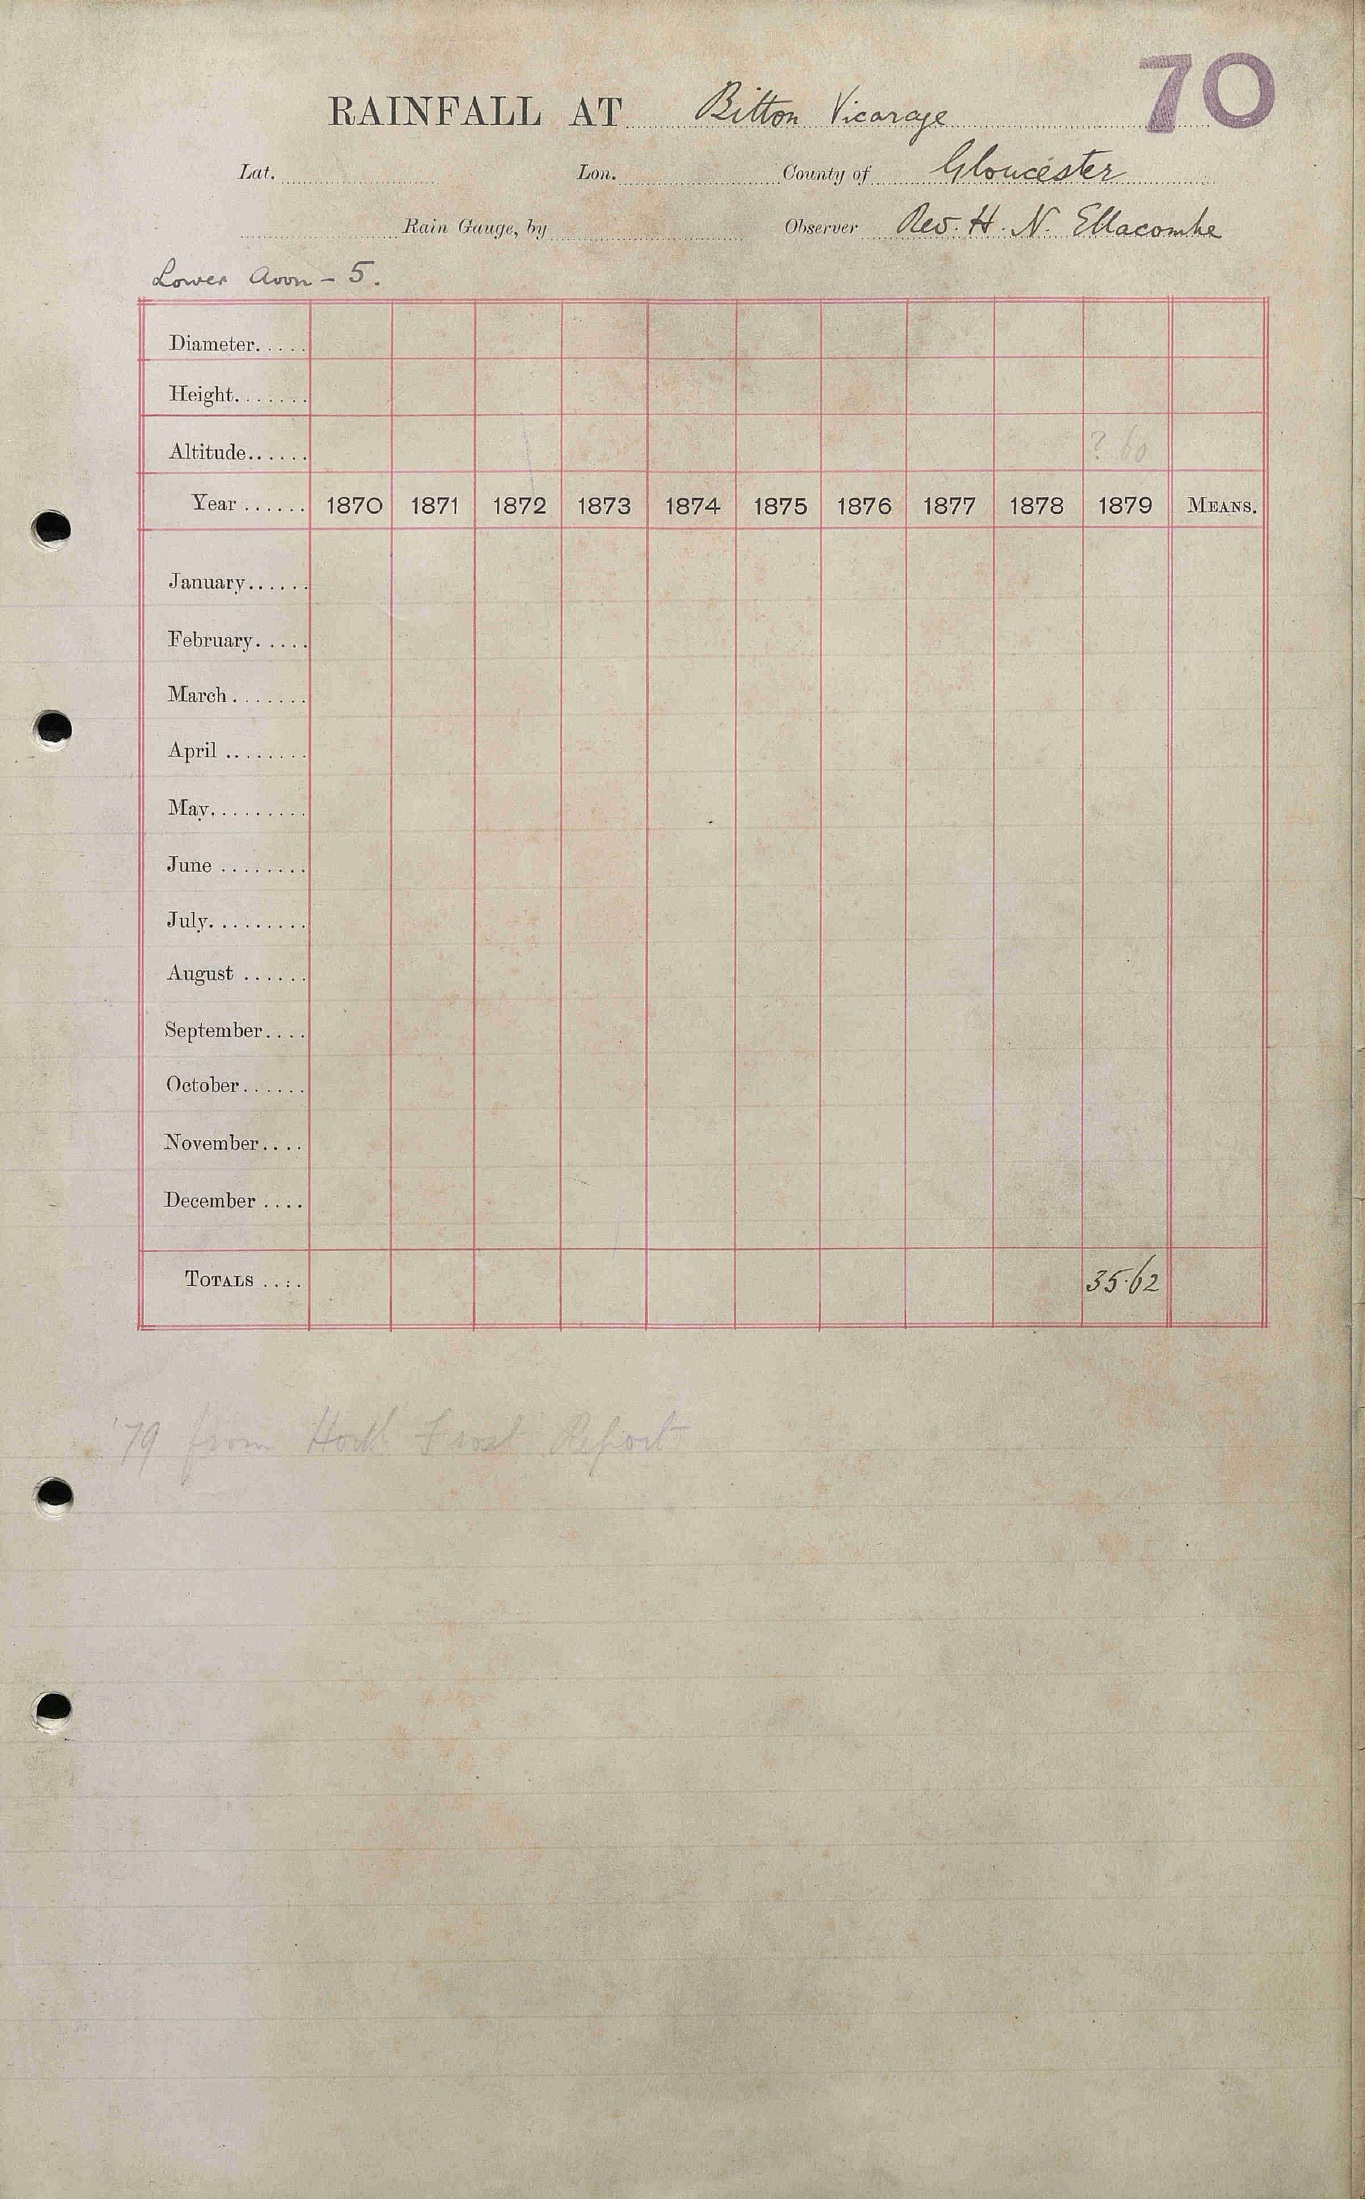 70
RAINFALL AT Bitton Vicarage
Lat. Lon. County of Gloucester
Rain Gauge, by Observer Rev. H. N. Ellacombe
Lower Avon - 5.
Diameter.....
Height.......
Altitude...... ? 60
Year ...... 1870 1871 1872 1873 1874 1875 1876 1877 1878 1879 MEANS.
January......
February.....
March.......
April ........
May.........
June ........
July.........
August ......
September....
October......
November....
December ....
TOTALS .... 35.62
'79 from Hortl Frost Report